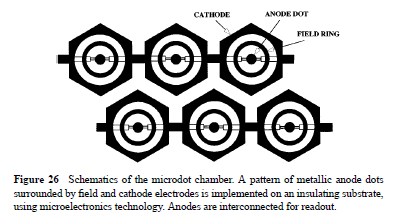 CATHODE ANODE DOT
FIELD RING
Figure 26 Schematics of the microdot chamber. A pattern of metallic anode dots
surrounded by field and cathode electrodes is implemented on an insulating substrate,
using microelectronics technology. Anodes are interconnected for readout.